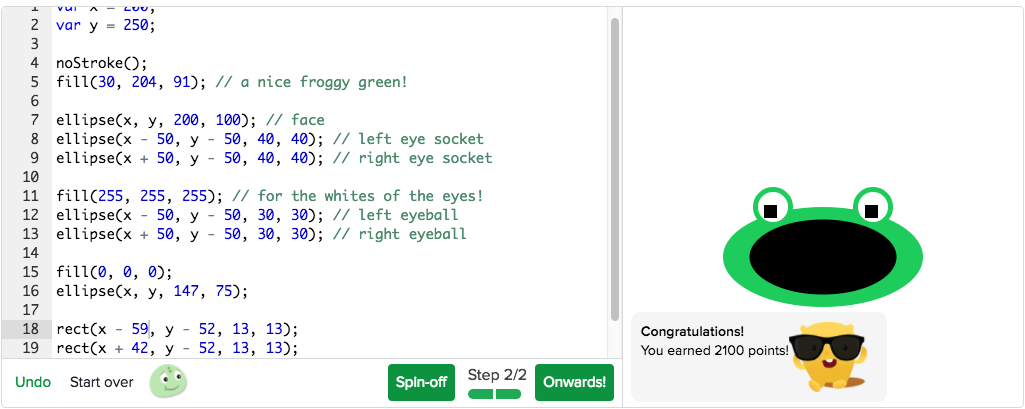 1 var x = 200;
2 var y = 250;
3
4 noStroke();
5 fill(30, 204, 91); // a nice froggy green!
6
7 ellipse(x, y, 200, 100); // face
8 ellipse(x - 50, y - 50, 40, 40); // left eye socket
9 ellipse(x + 50, y - 50, 40, 40); // right eye socket
10
11 fill(255, 255, 255); // for the whites of the eyes!
12 ellipse(x - 50, y - 50, 30, 30); // left eyeball
13 ellipse(x + 50, y - 50, 30, 30); // right eyeball
14
15 fill(0, 0, 0);
16 ellipse(x, y, 147, 75);
17
18 rect(x - 59, y - 52, 13, 13);
19 rect(x + 42, y - 52, 13, 13);
Undo Start over Spin-off Step 2/2 Onwards!
Congratulations!
You earned 2100 points!